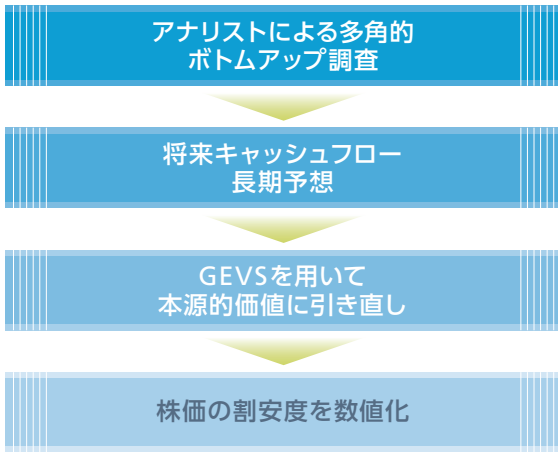 アナリストによる多角的
ボトムアップ調査
将来キャッシュフロー
長期予想
GEVSを用いて
本源的価値に引き直し
株価の割安度を数値化